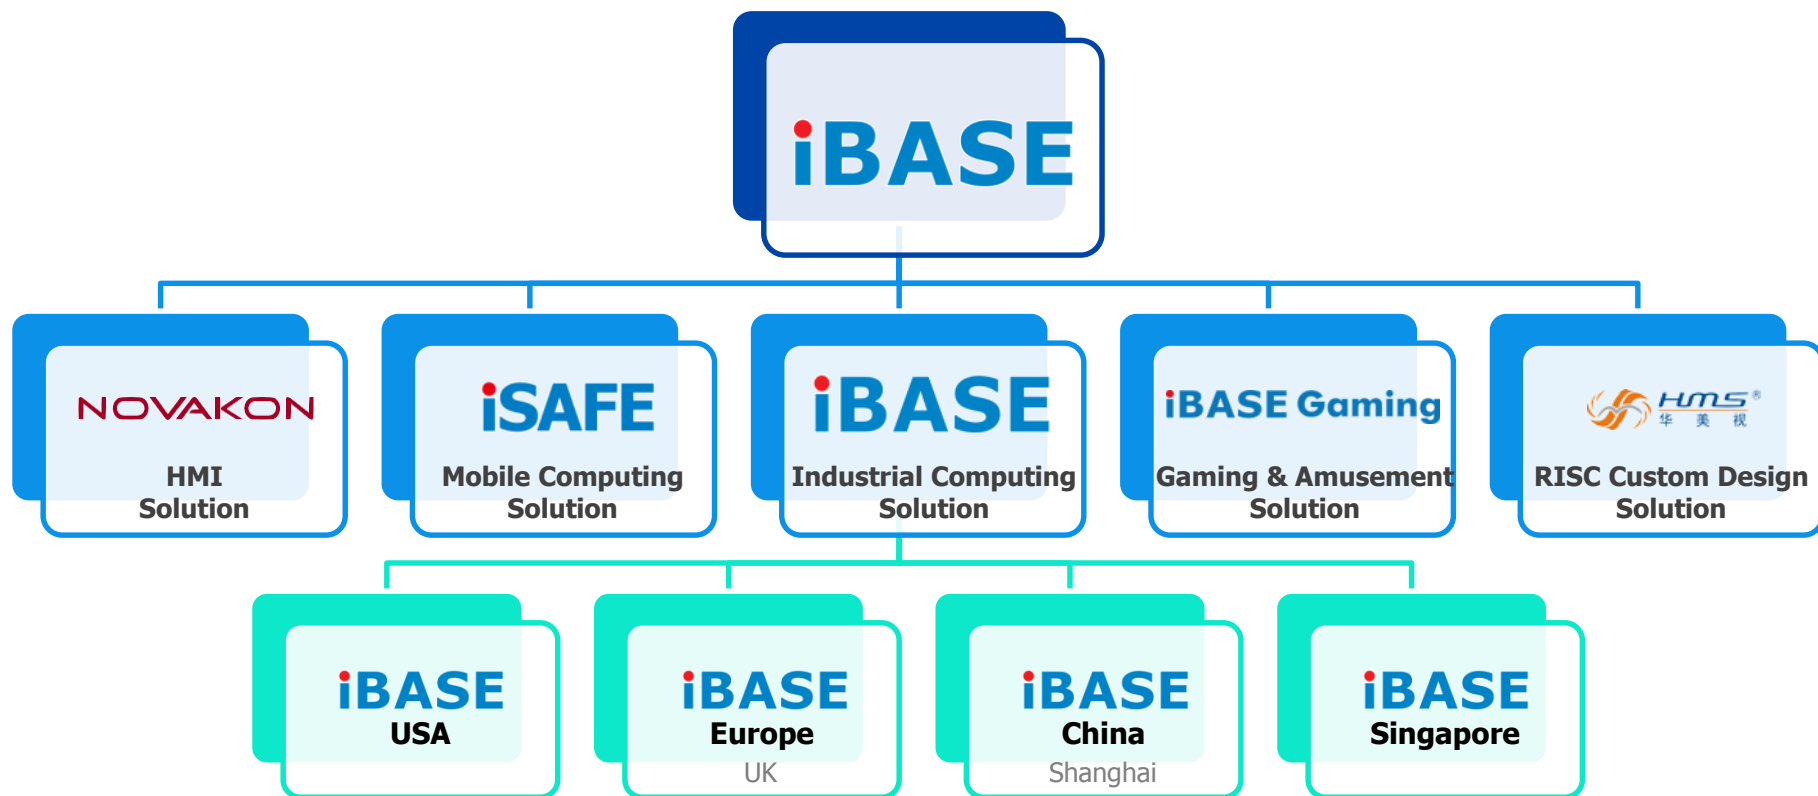 iBASE
NOVAKON
HMI
Solution
iSAFE
Mobile Computing
Solution
iBASE
Industrial Computing
Solution
iBASE Gaming
Gaming & Amusement
Solution
HMS®
华美视
RISC Custom Design
Solution
iBASE
USA
iBASE
Europe
UK
iBASE
China
Shanghai
iBASE
Singapore